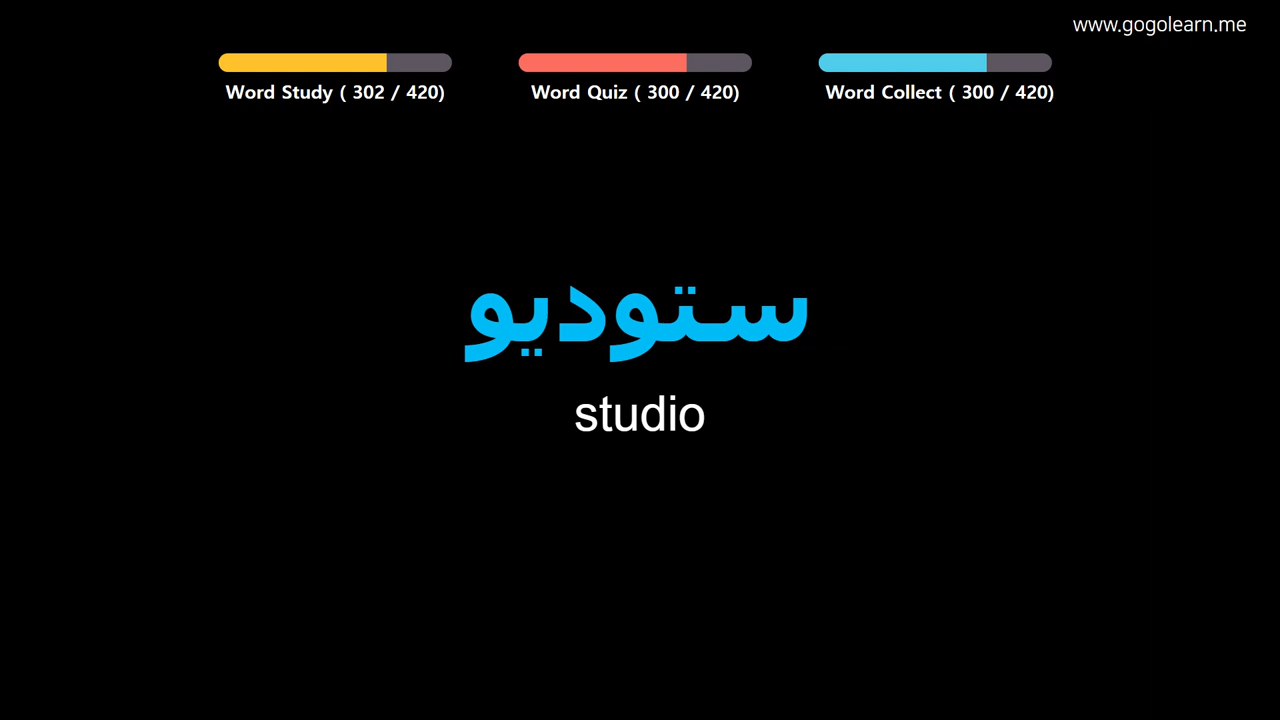 www.gogolearn.me
Word Study ( 302 / 420)
Word Quiz ( 300 / 420)
Word Collect ( 300 / 420)
ستوديو
studio